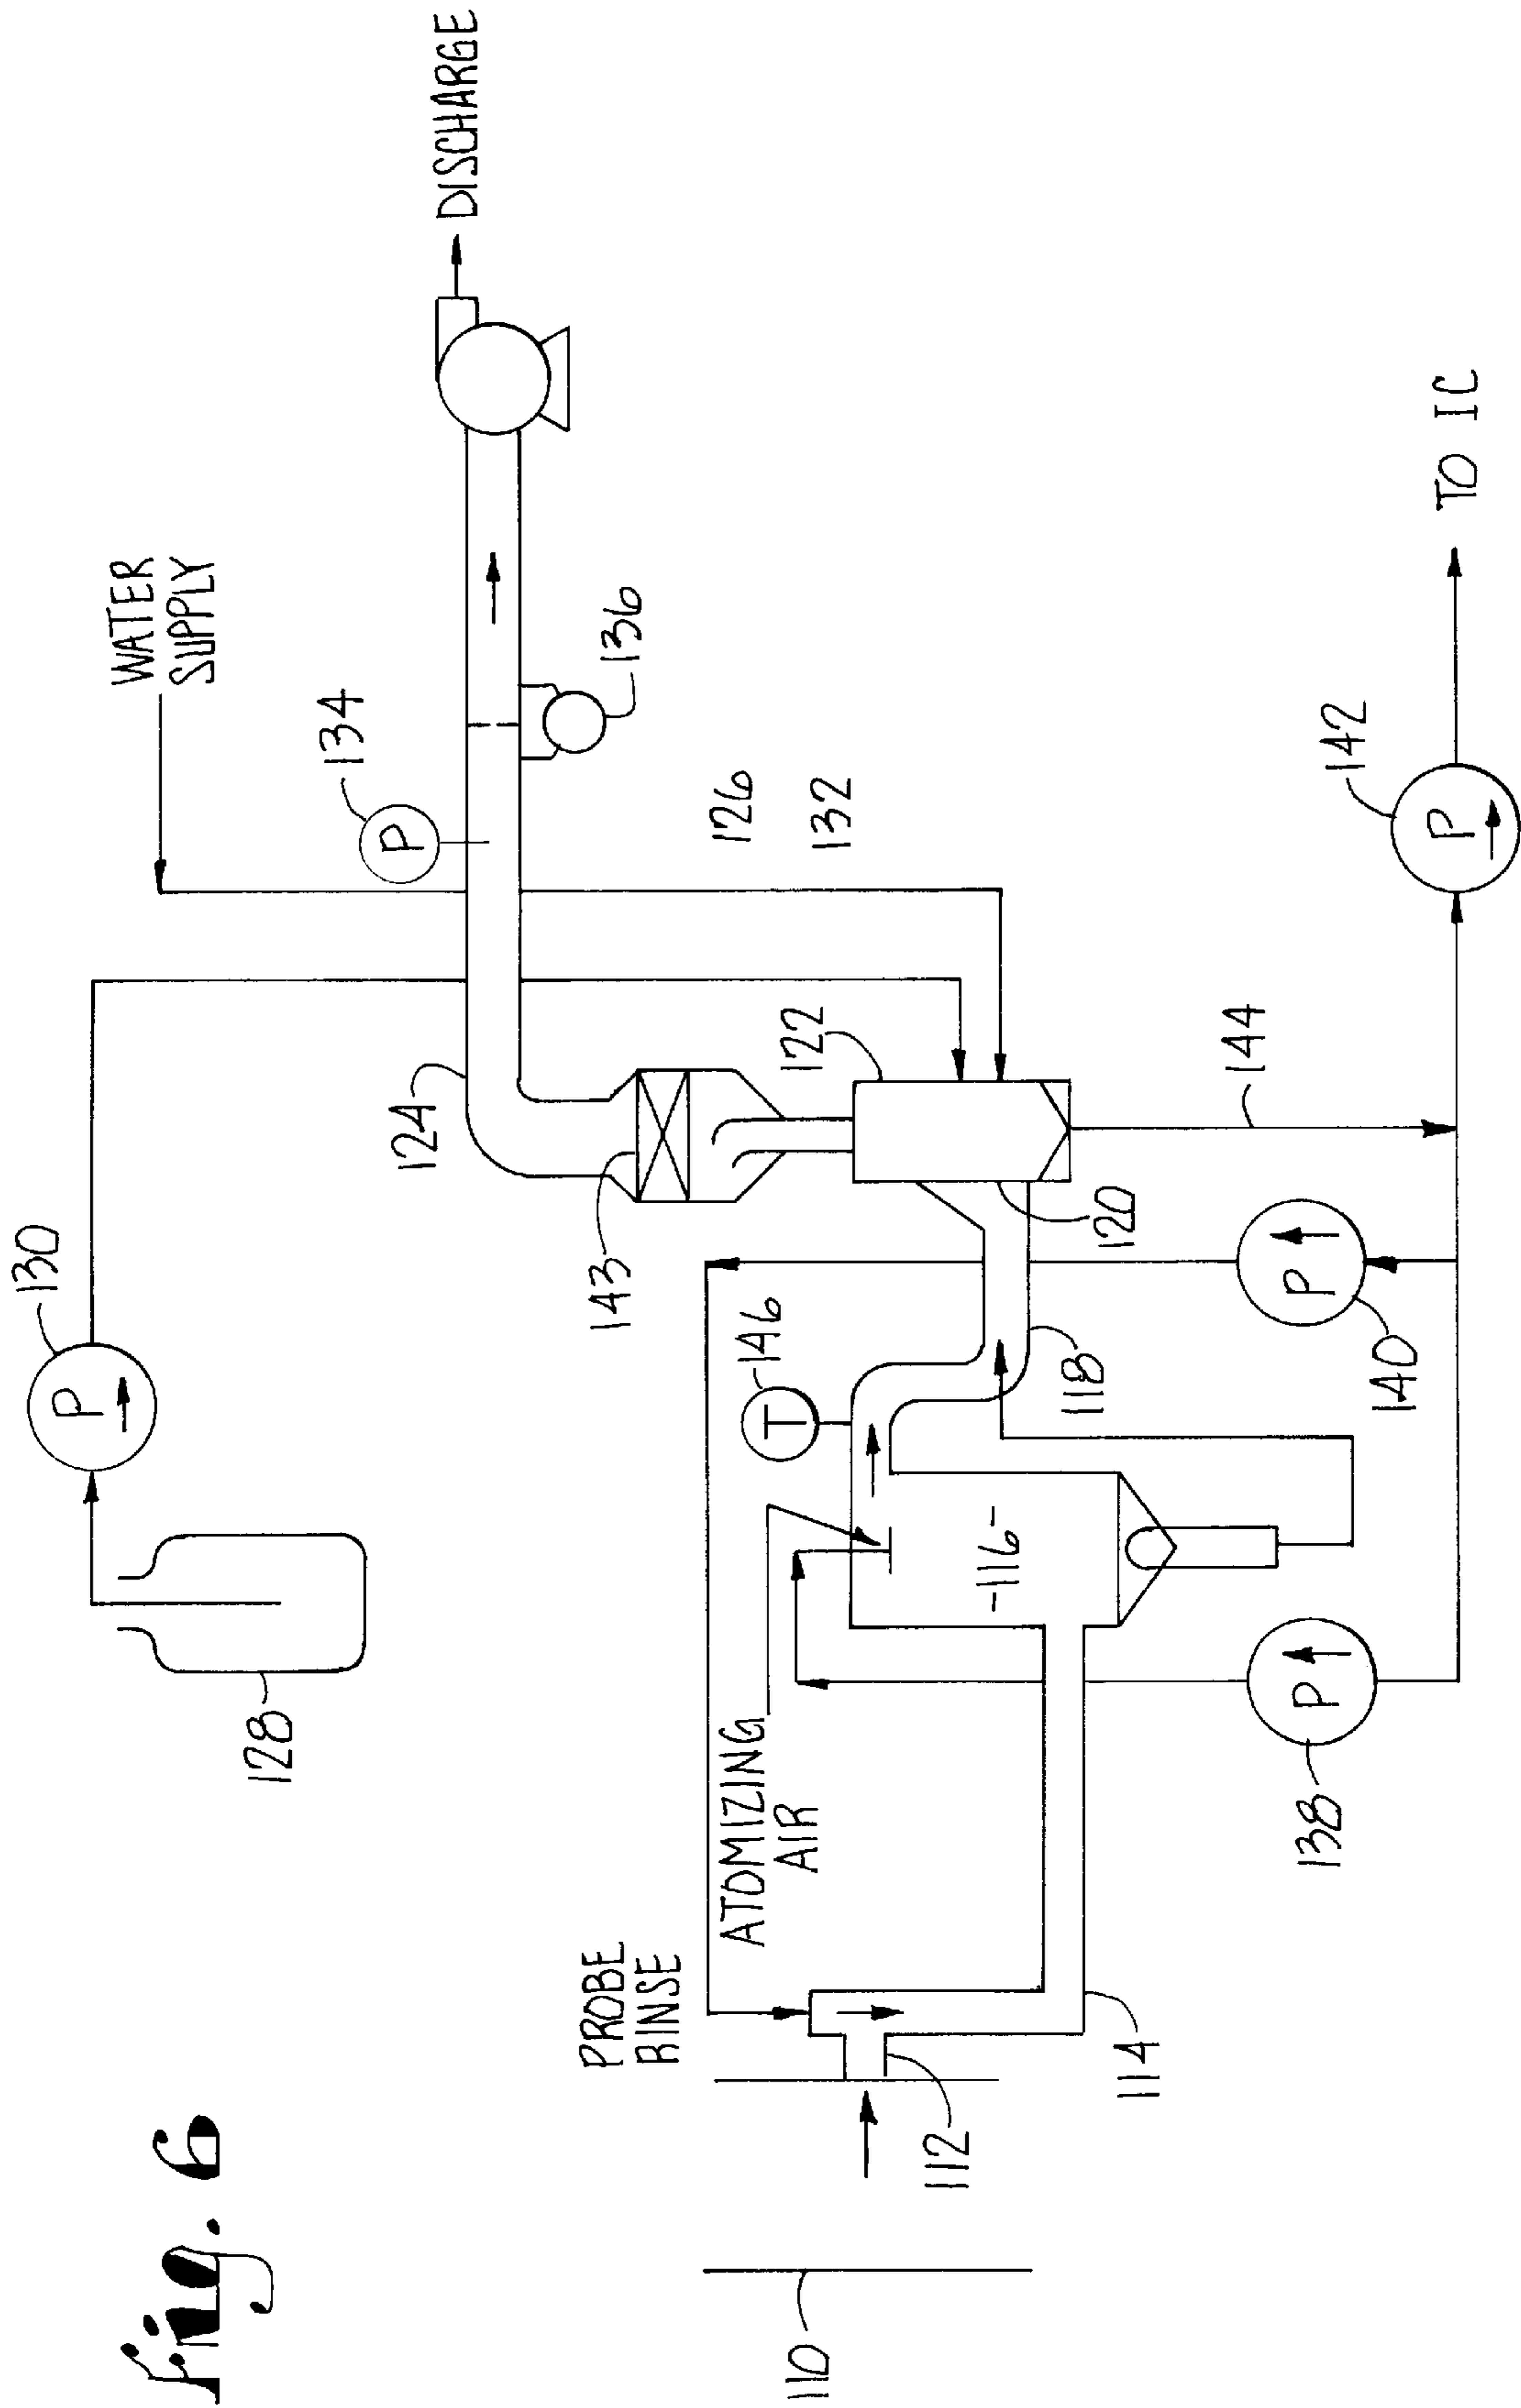 Fig. 6
WATER
SUPPLY
DISCHARGE
130
128
134
136
124
126
132
143
122
146
120
118
ATOMIZING
AIR
PROBE
RINSE
-116-
P
P
T
P
P
P
144
142
TO IC
140
138
114
112
110